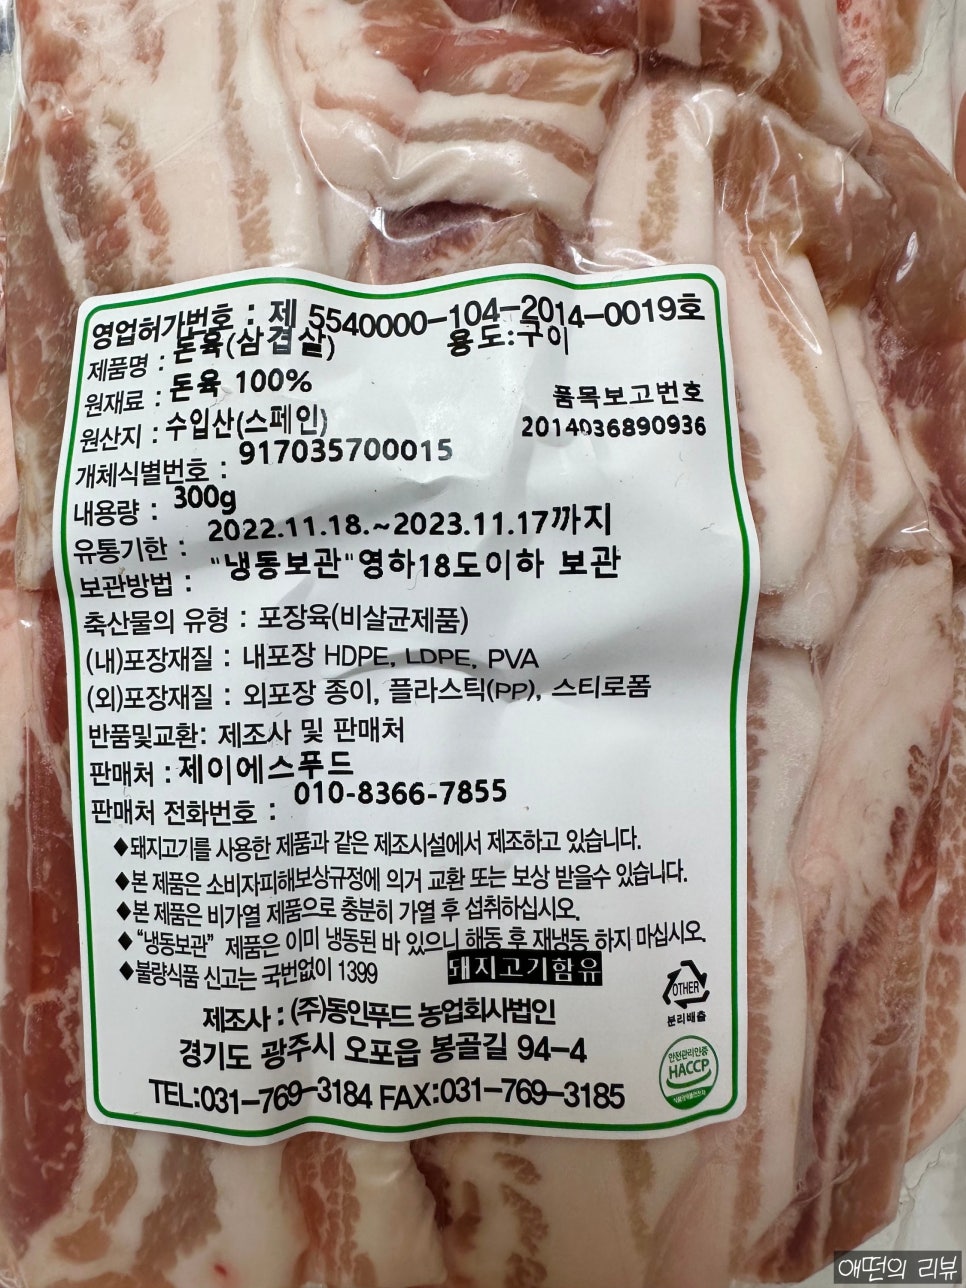 영업허가번호 : 제 5540000-104-2014-0019호
제품명 : 돈육(삼겹살) 용도:구이
원재료 : 돈육 100%
품목보고번호
원산지 : 수입산(스페인)
2014036890936
개체식별번호 : 917035700015
내용량 : 300g
유통기한 : 2022.11.18.~2023.11.17까지
보관방법 : "냉동보관"영하18도이하 보관
축산물의 유형 : 포장육(비살균제품)
(내)포장재질 : 내포장 HDPE, LDPE, PVA
(외)포장재질 : 외포장 종이, 플라스틱(PP), 스티로폼
반품및교환: 제조사 및 판매처
판매처 : 제이에스푸드
판매처 전화번호 : 010-8366-7855
◆돼지고기를 사용한 제품과 같은 제조시설에서 제조하고 있습니다.
◆본 제품은 소비자피해보상규정에 의거 교환 또는 보상 받을수 있습니다.
◆본 제품은 비가열 제품으로 충분히 가열 후 섭취하십시오.
◆"냉동보관" 제품은 이미 냉동된 바 있으니 해동 후 재냉동 하지 마십시오.
◆불량식품 신고는 국번없이 1399 돼지고기함유
OTHER
분리배출
제조사 : (주)동인푸드 농업회사법인
경기도 광주시 오포읍 봉골길 94-4
TEL:031-769-3184 FAX:031-769-3185
안전관리인증
HACCP
애떤의 리뷰